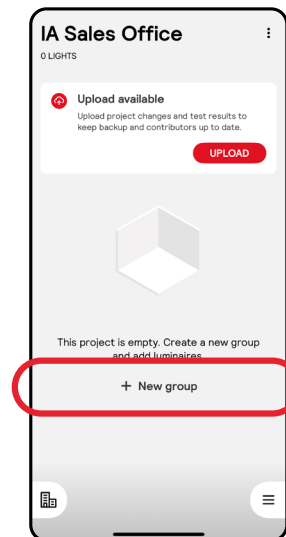 IA Sales Office
0 LIGHTS
Upload available
Upload project changes and test results to
keep backup and contributors up to date.
UPLOAD
This project is empty. Create a new group
and add luminaires
+ New group